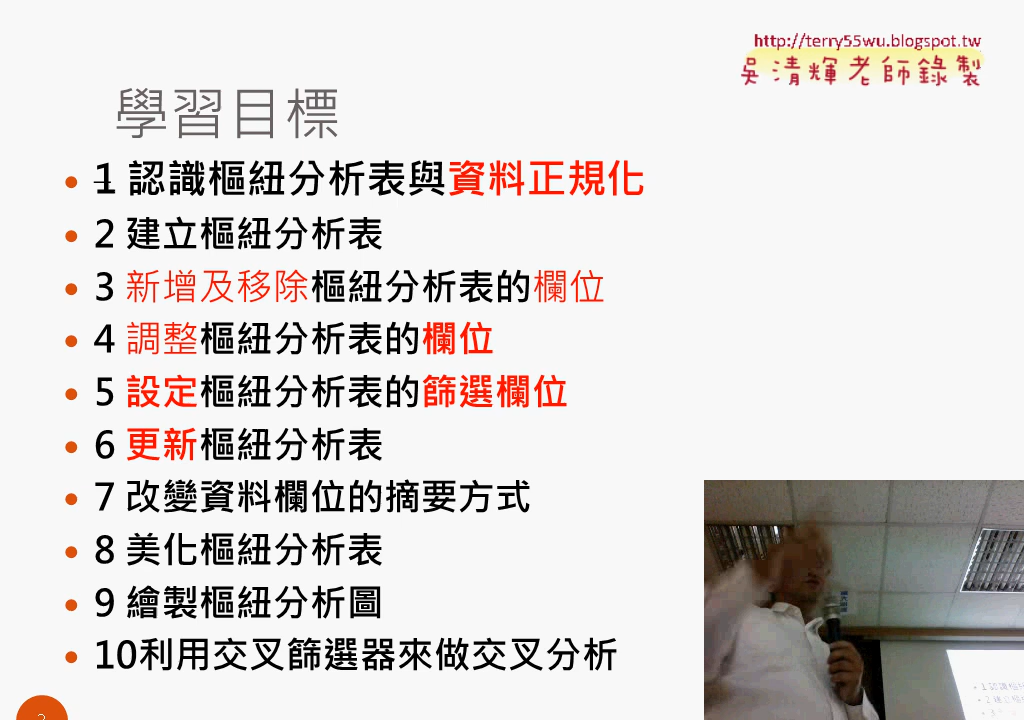 http://terry55wu.blogspot.tw
吳清輝老師錄製
學習目標
1 認識樞紐分析表與資料正規化
2 建立樞紐分析表
3 新增及移除樞紐分析表的欄位
4 調整樞紐分析表的欄位
5 設定樞紐分析表的篩選欄位
6 更新樞紐分析表
7 改變資料欄位的摘要方式
8 美化樞紐分析表
9 繪製樞紐分析圖
10利用交叉篩選器來做交叉分析
2